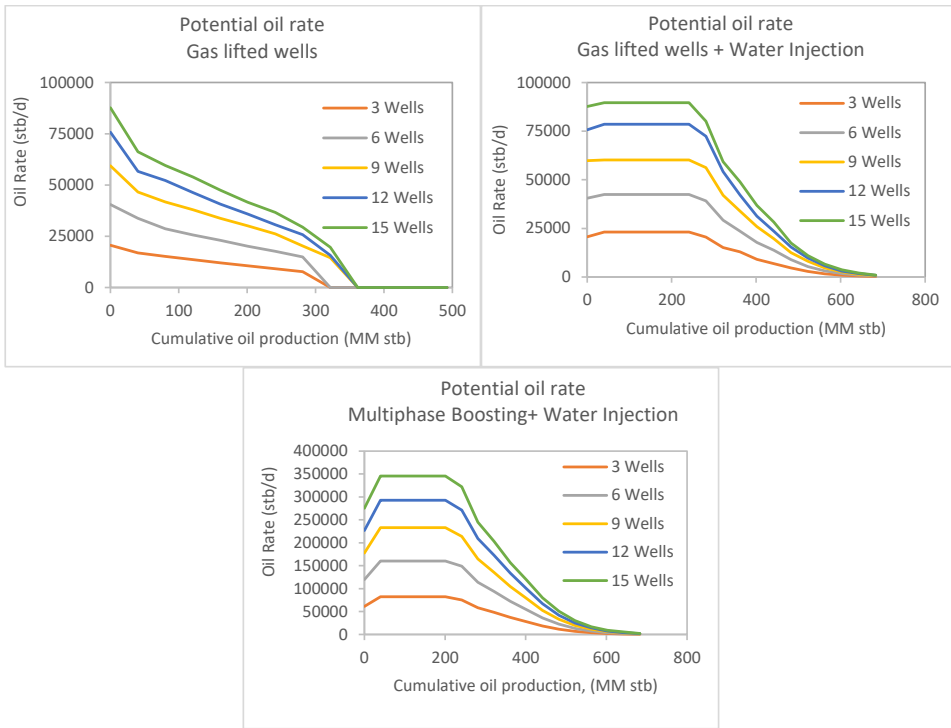 Potential oil rate
Gas lifted wells
100000
75000
50000
25000
0
Oil Rate (stb/d)
0 100 200 300 400 500
Cumulative oil production (MM stb)
3 Wells
6 Wells
9 Wells
12 Wells
15 Wells
Potential oil rate
Gas lifted wells + Water Injection
100000
75000
50000
25000
0
Oil Rate (stb/d)
0 200 400 600 800
Cumulative oil production (MM stb)
3 Wells
6 Wells
9 Wells
12 Wells
15 Wells
Potential oil rate
Multiphase Boosting+ Water Injection
400000
350000
300000
250000
200000
150000
100000
50000
0
Oil Rate (stb/d)
0 200 400 600 800
Cumulative oil production, (MM stb)
3 Wells
6 Wells
9 Wells
12 Wells
15 Wells